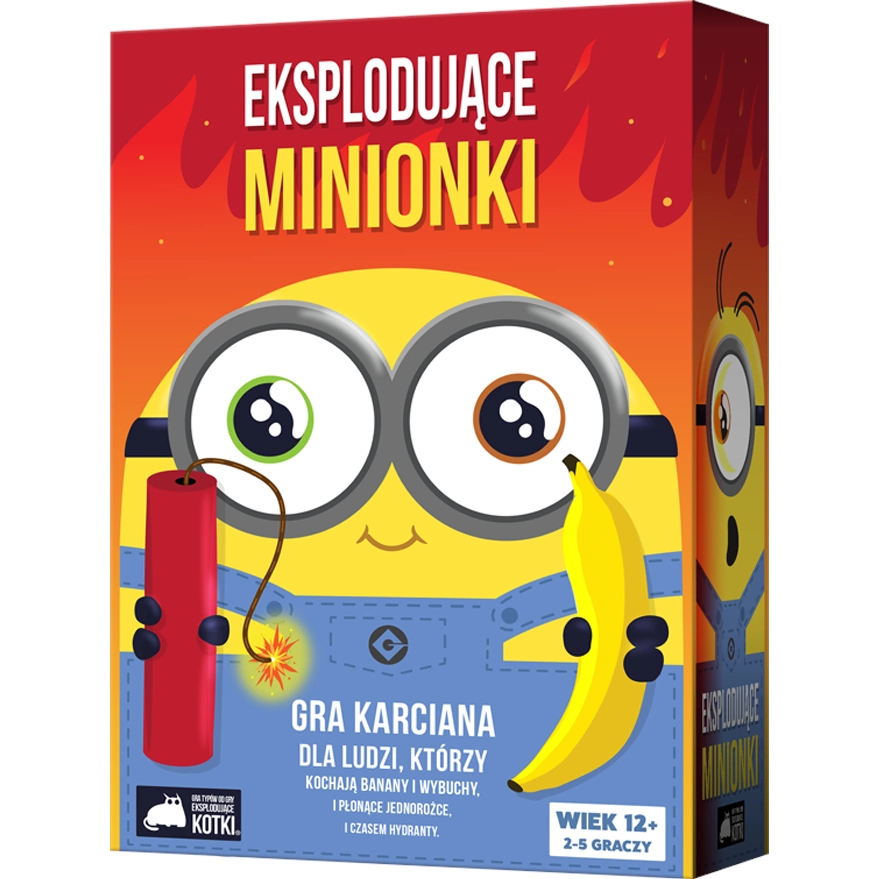 EKSPLODUJĄCE
MINIONKI
GRA KARCIANA
DLA LUDZI, KTÓRZY
KOCHAJĄ BANANY I WYBUCHY,
I PŁONĄCE JEDNOROŻCE,
I CZASEM HYDRANTY.
GRA TYPÓW OD GRY
EKSPLODUJĄCE
KOTKI®
WIEK 12+
2-5 GRACZY
EKSPLODUJĄCE
MINIONKI
KOTKI